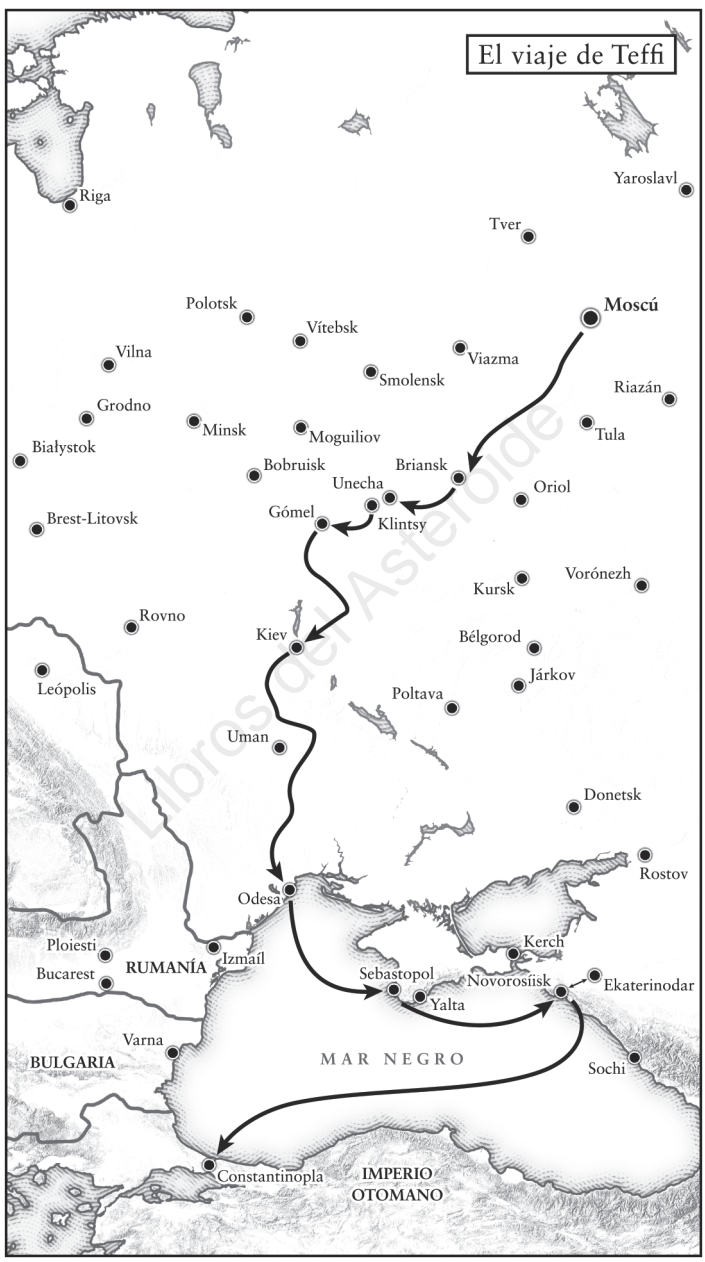 El viaje de Teffi
Yaroslavl
Riga
Tver
Polotsk
Moscú
Vítebsk
Viazma
Vilna
Smolensk
Riazán
Grodno
Minsk
Moguiliov
Tula
Białystok
Bobruisk
Briansk
Unecha
Oriol
Gómel
Klintsy
Brest-Litovsk
Kursk
Vorónezh
Rovno
Kiev
Bélgorod
Leópolis
Járkov
Poltava
Uman
Donetsk
Rostov
Odesa
Ploiesti
Izmaíl
Kerch
Bucarest
RUMANÍA
Sebastopol
Novorosíisk
Ekaterinodar
Yalta
Varna
BULGARIA
MAR NEGRO
Sochi
Constantinopla
IMPERIO
OTOMANO
Libros del Asteroide